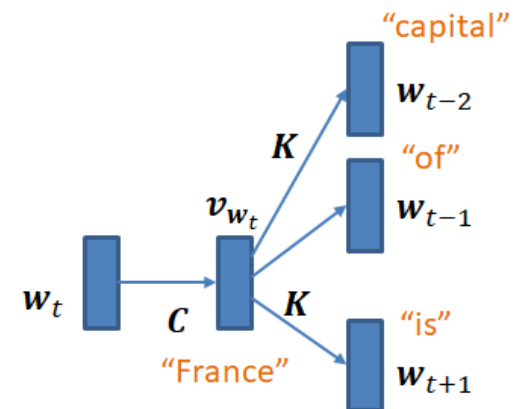 “capital”
w_{t−2}
K
“of”
v_{w_t}
w_{t−1}
w_t
C
K
“is”
“France”
w_{t+1}